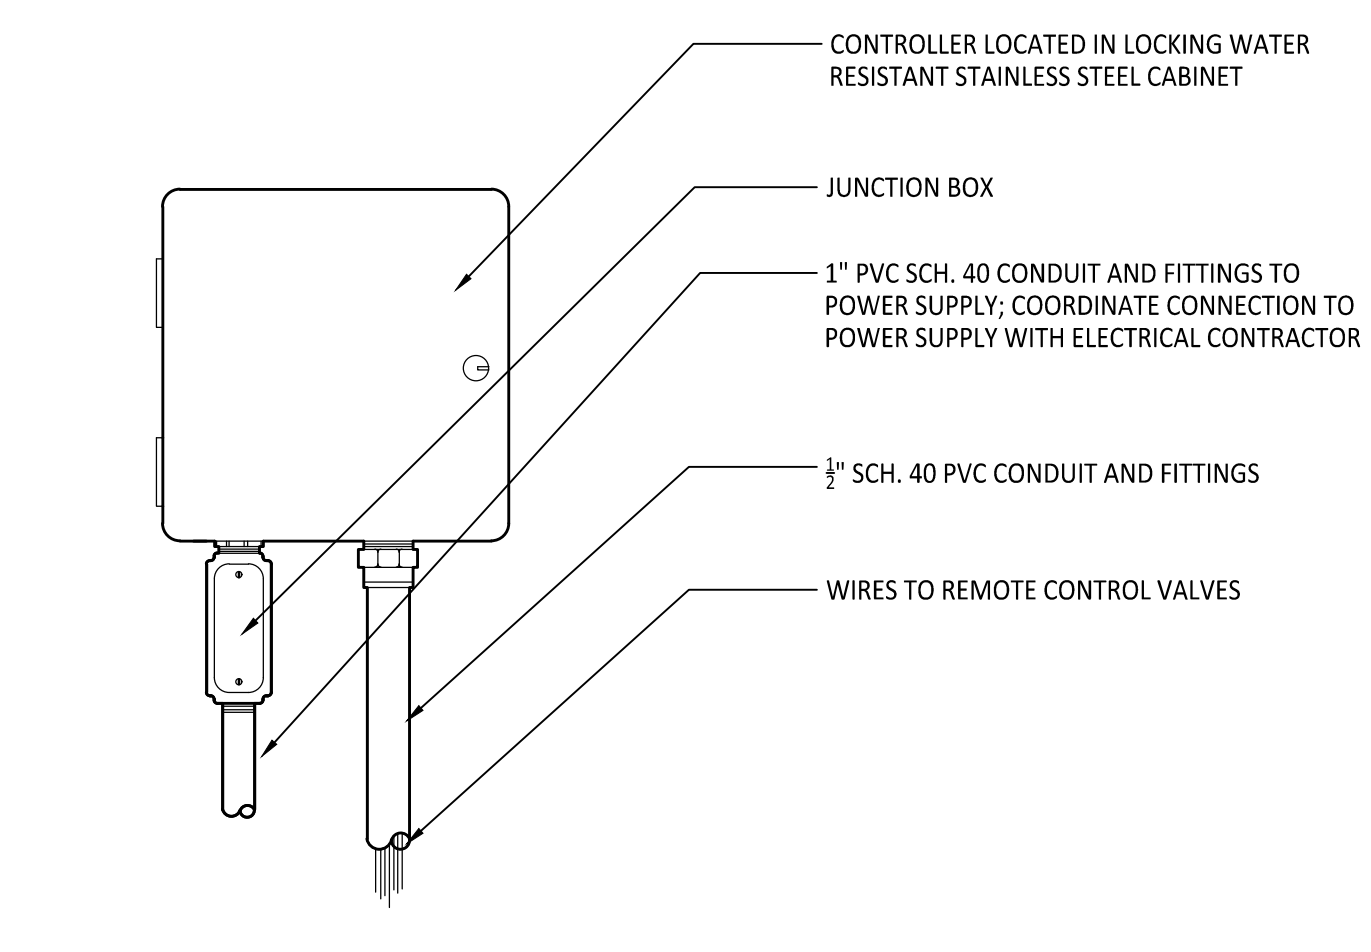 CONTROLLER LOCATED IN LOCKING WATER
RESISTANT STAINLESS STEEL CABINET
JUNCTION BOX
1" PVC SCH. 40 CONDUIT AND FITTINGS TO
POWER SUPPLY; COORDINATE CONNECTION TO
POWER SUPPLY WITH ELECTRICAL CONTRACTOR
½" SCH. 40 PVC CONDUIT AND FITTINGS
WIRES TO REMOTE CONTROL VALVES